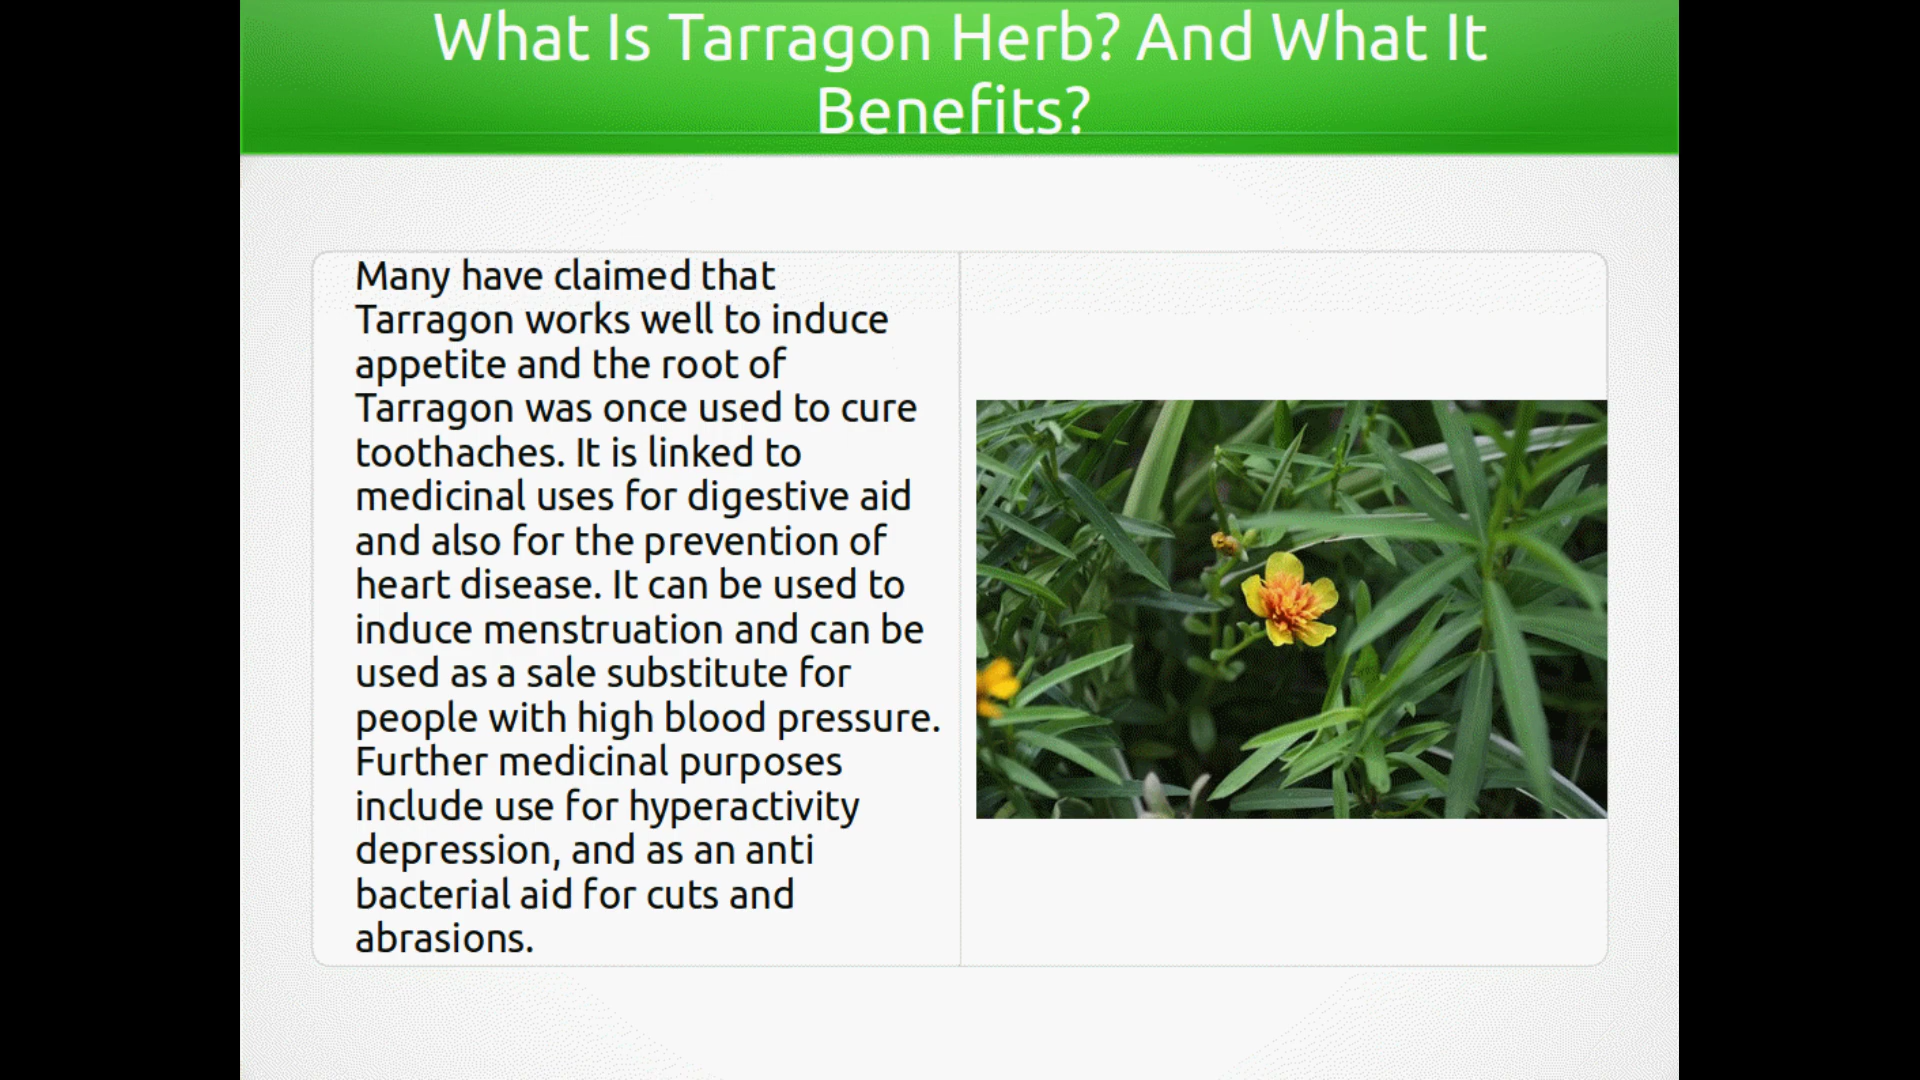 What Is Tarragon Herb? And What It
Benefits?
Many have claimed that
Tarragon works well to induce
appetite and the root of
Tarragon was once used to cure
toothaches. It is linked to
medicinal uses for digestive aid
and also for the prevention of
heart disease. It can be used to
induce menstruation and can be
used as a sale substitute for
people with high blood pressure.
Further medicinal purposes
include use for hyperactivity
depression, and as an anti
bacterial aid for cuts and
abrasions.